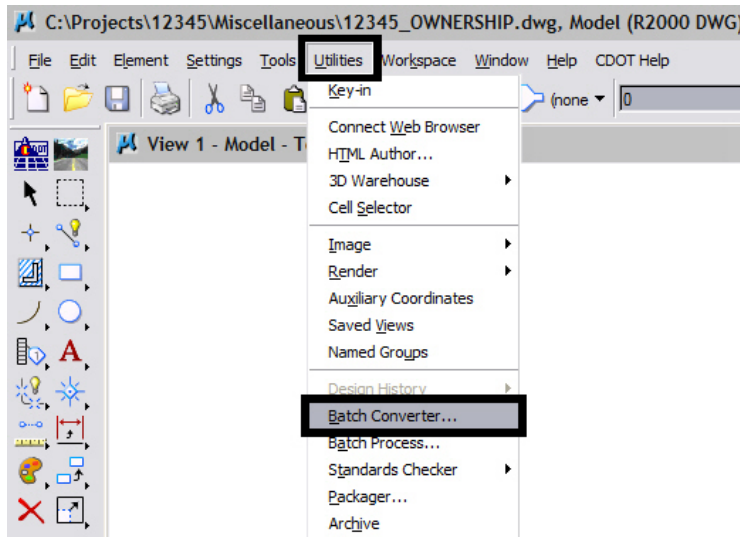 C:\Projects\12345\Miscellaneous\12345_OWNERSHIP.dwg, Model (R2000 DWG)
File Edit Element Settings Tools Utilities Workspace Window Help CDOT Help
(none 0
View 1 - Model - T
Key-in
Connect Web Browser
HTML Author...
3D Warehouse
Cell Selector
Image
Render
Auxiliary Coordinates
Saved Views
Named Groups
Design History
Batch Converter...
Batch Process...
Standards Checker
Packager...
Archive